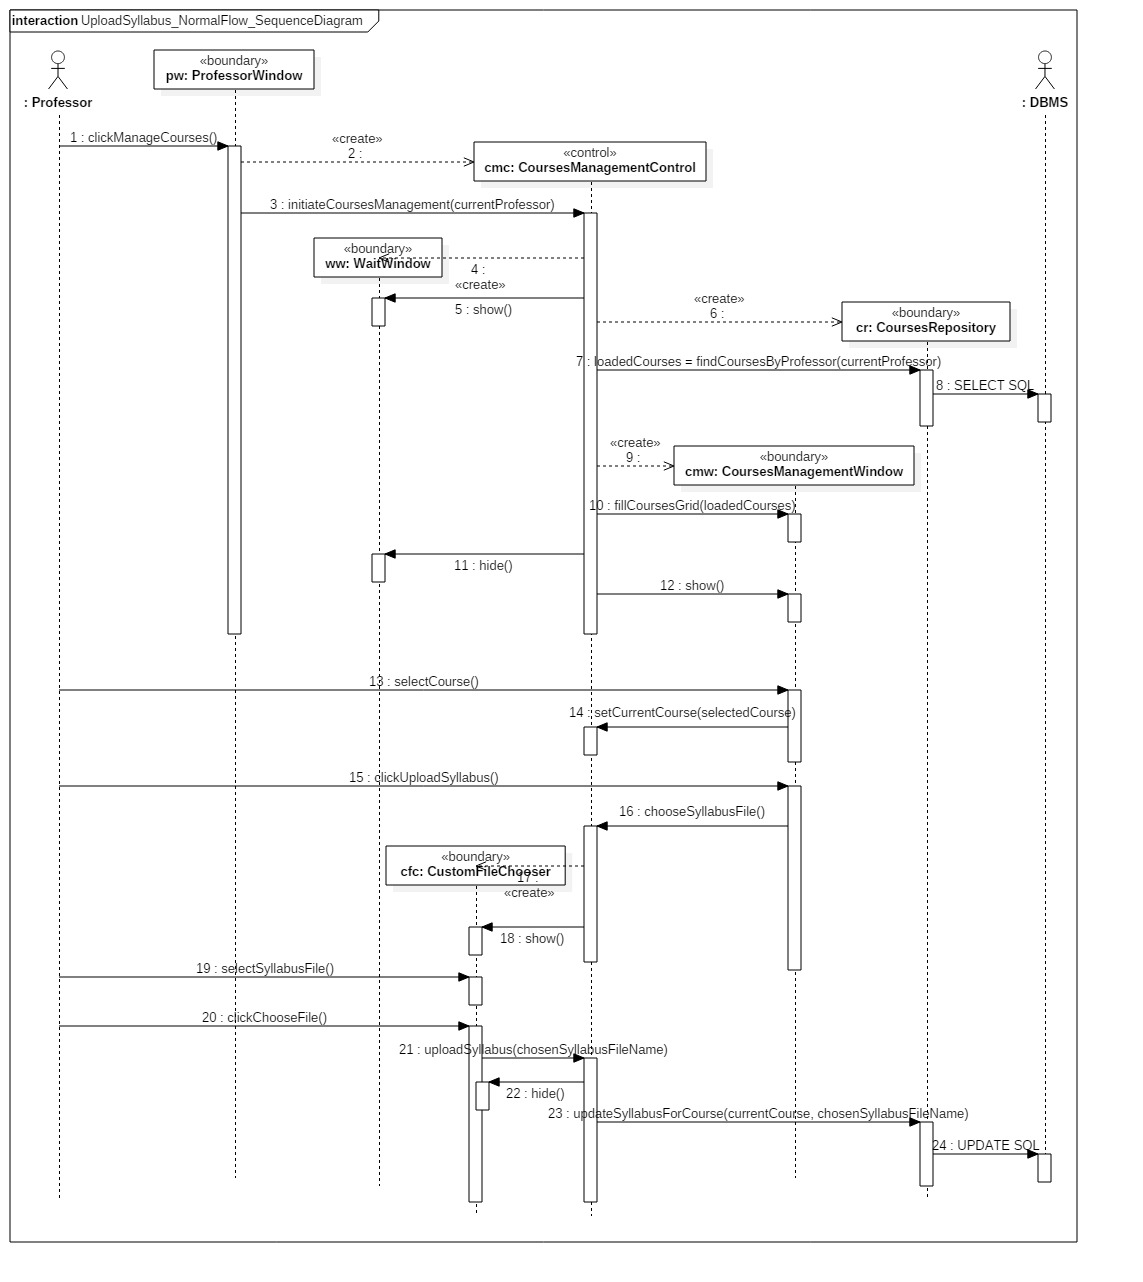 interaction UploadSyllabus_NormalFlow_SequenceDiagram
«boundary»
pw: ProfessorWindow
: Professor
: DBMS
1 : clickManageCourses()
«create»
2 :
«control»
cmc: CoursesManagementControl
3 : initiateCoursesManagement(currentProfessor)
«boundary»
ww: WaitWindow
4 :
«create»
5 : show()
«create»
6 :
«boundary»
cr: CoursesRepository
7 : loadedCourses = findCoursesByProfessor(currentProfessor)
8 : SELECT SQL
«create»
9 :
«boundary»
cmw: CoursesManagementWindow
10 : fillCoursesGrid(loadedCourses)
11 : hide()
12 : show()
13 : selectCourse()
14 : setCurrentCourse(selectedCourse)
15 : clickUploadSyllabus()
16 : chooseSyllabusFile()
«boundary»
cfc: CustomFileChooser
17 :
«create»
18 : show()
19 : selectSyllabusFile()
20 : clickChooseFile()
21 : uploadSyllabus(chosenSyllabusFileName)
22 : hide()
23 : updateSyllabusForCourse(currentCourse, chosenSyllabusFileName)
24 : UPDATE SQL